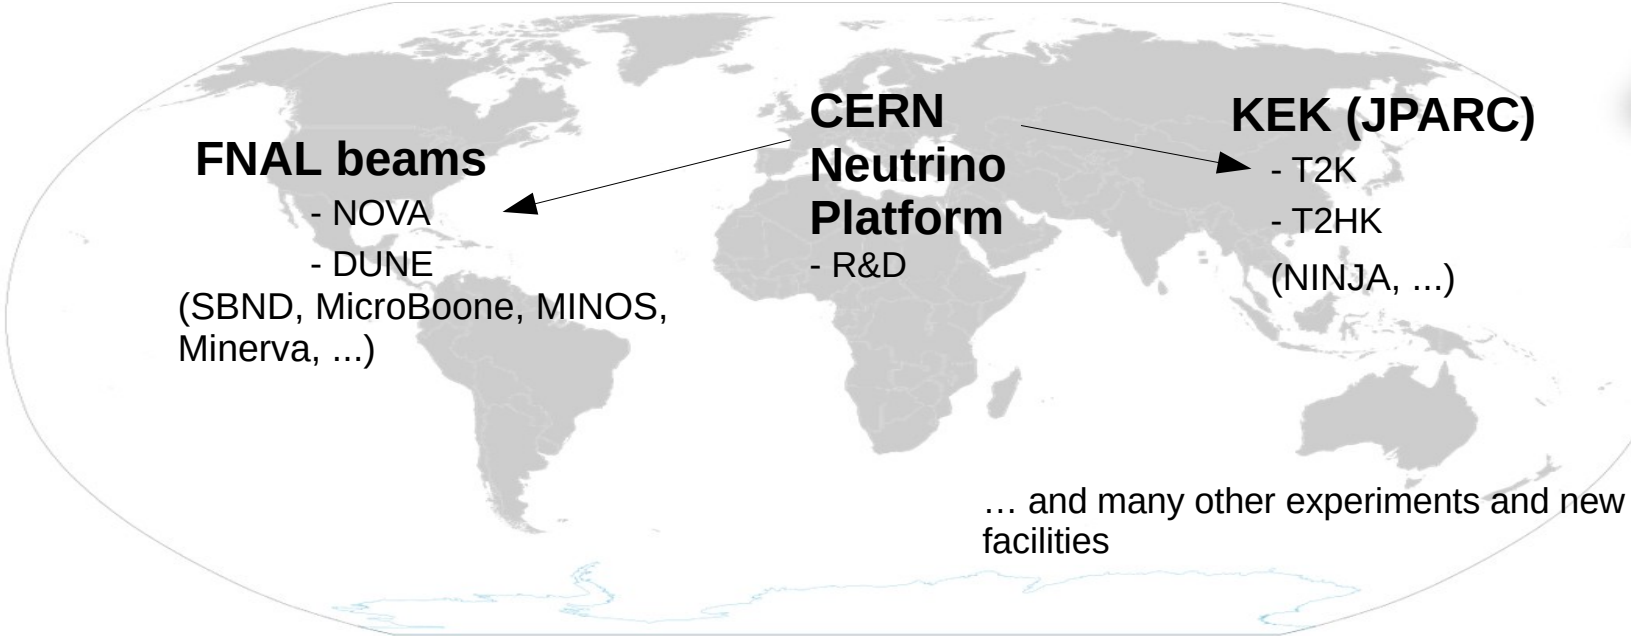 FNAL beams
- NOVA
- DUNE
(SBND, MicroBoone, MINOS,
Minerva, ...)
CERN
Neutrino
Platform
- R&D
KEK (JPARC)
- T2K
- T2HK
(NINJA, ...)
… and many other experiments and new
facilities